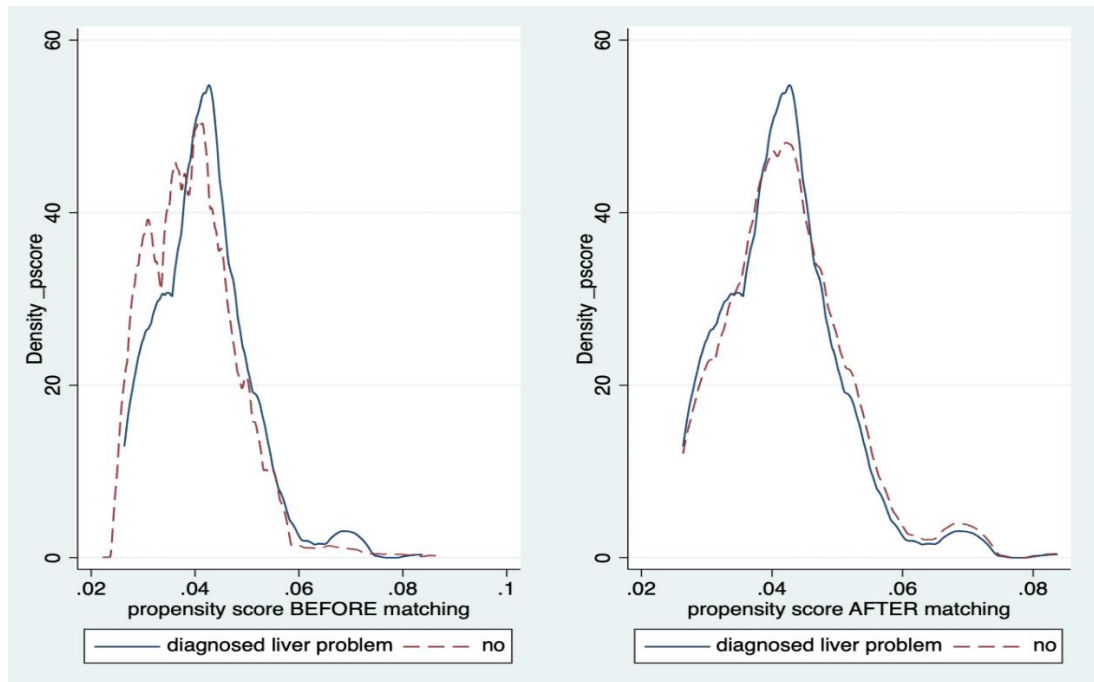 60
40
20
0
Density _pscore
.02 .04 .06 .08 .1
propensity score BEFORE matching
diagnosed liver problem no
60
40
20
0
Density _pscore
.02 .04 .06 .08
propensity score AFTER matching
diagnosed liver problem no